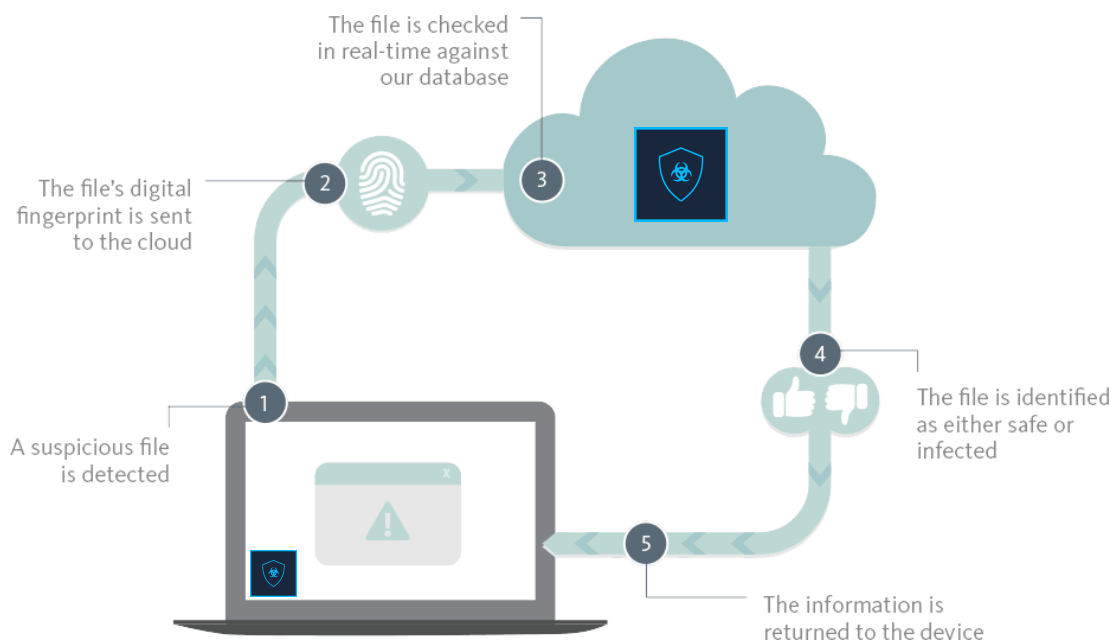 1
A suspicious file
is detected
2
The file's digital
fingerprint is sent
to the cloud
3
The file is checked
in real-time against
our database
4
The file is identified
as either safe or
infected
5
The information is
returned to the device
X